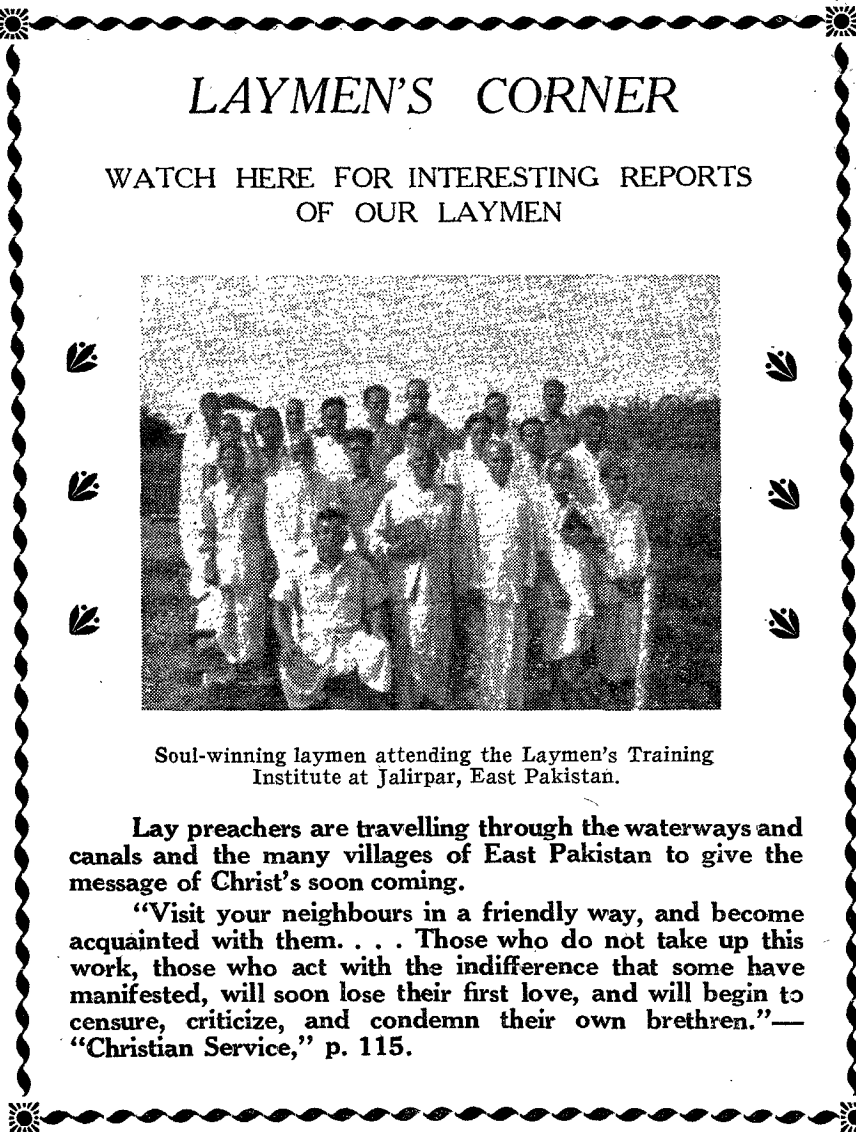 LAYMEN'S CORNER
WATCH HERE FOR INTERESTING REPORTS
OF OUR LAYMEN
Soul-winning laymen attending the Laymen's Training
Institute at Jalirpar, East Pakistan.
Lay preachers are travelling through the waterways and
canals and the many villages of East Pakistan to give the
message of Christ's soon coming.
"Visit your neighbours in a friendly way, and become
acquainted with them. . . . Those who do not take up this
work, those who act with the indifference that some have
manifested, will soon lose their first love, and will begin to
censure, criticize, and condemn their own brethren."—
"Christian Service," p. 115.